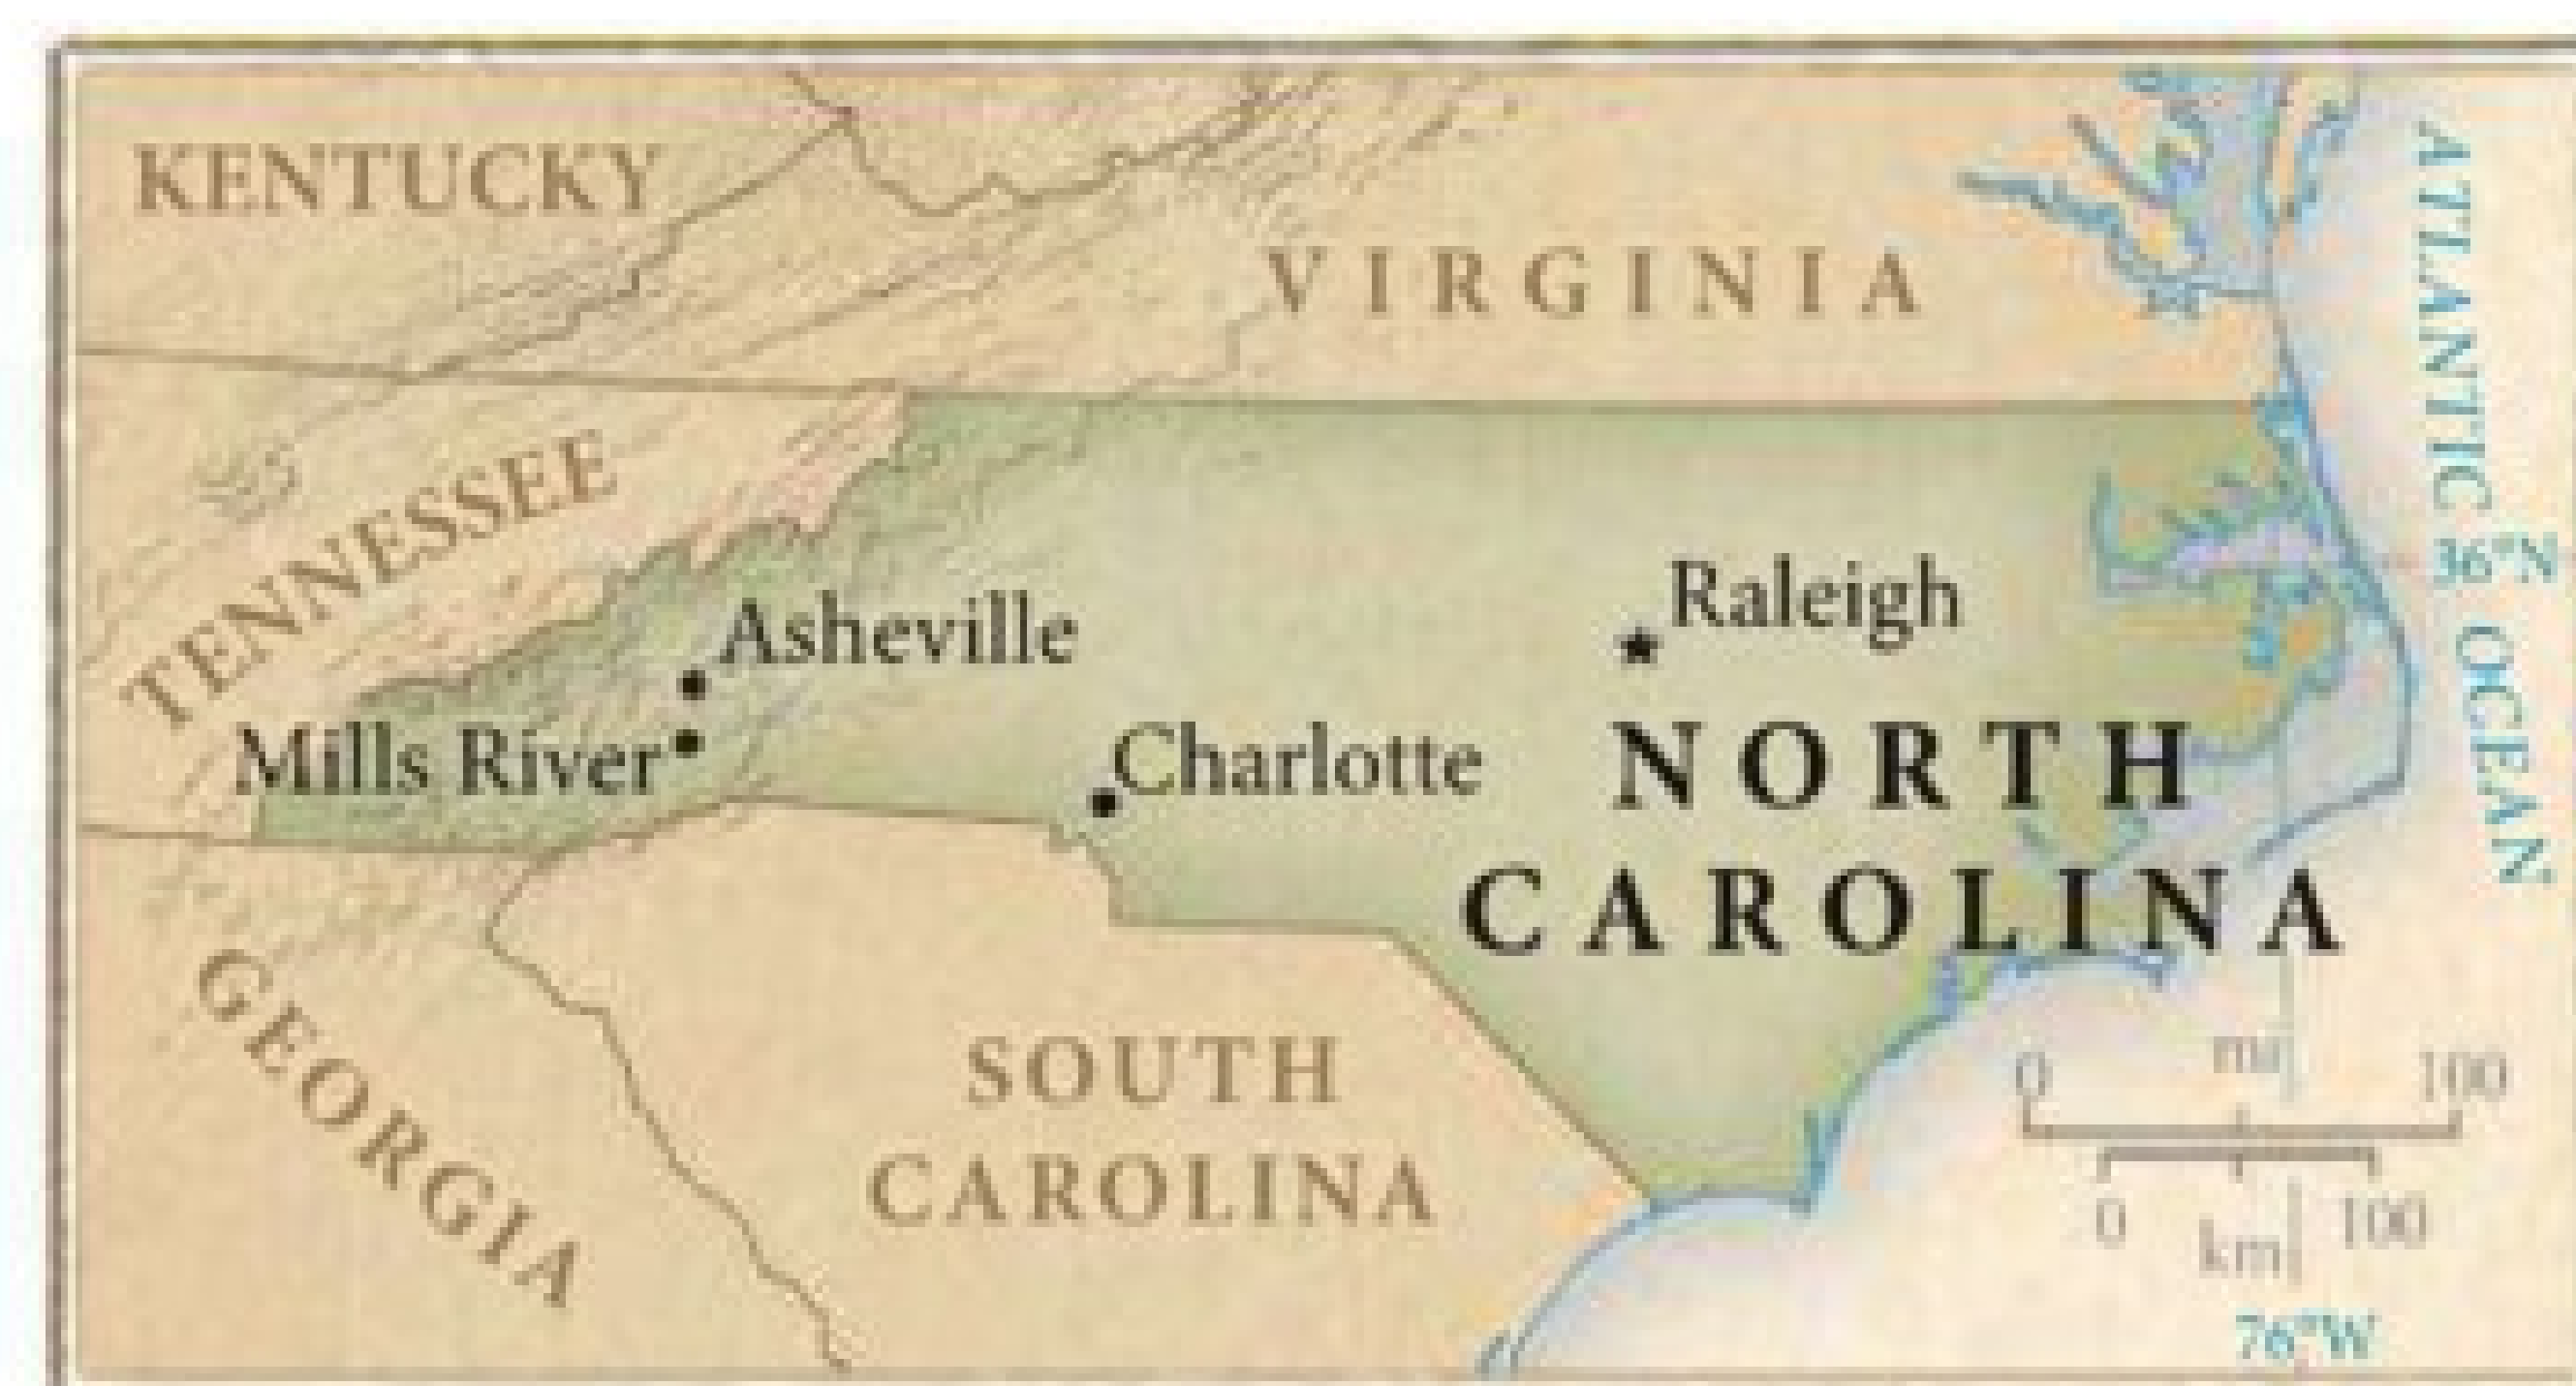 KENTUCKY
VIRGINIA
ATLANTIC OCEAN
TENNESSEE
36°N
Asheville
Raleigh
Mills River
Charlotte
NORTH
CAROLINA
GEORGIA
SOUTH
CAROLINA
0 mi 100
0 km 100
76°W